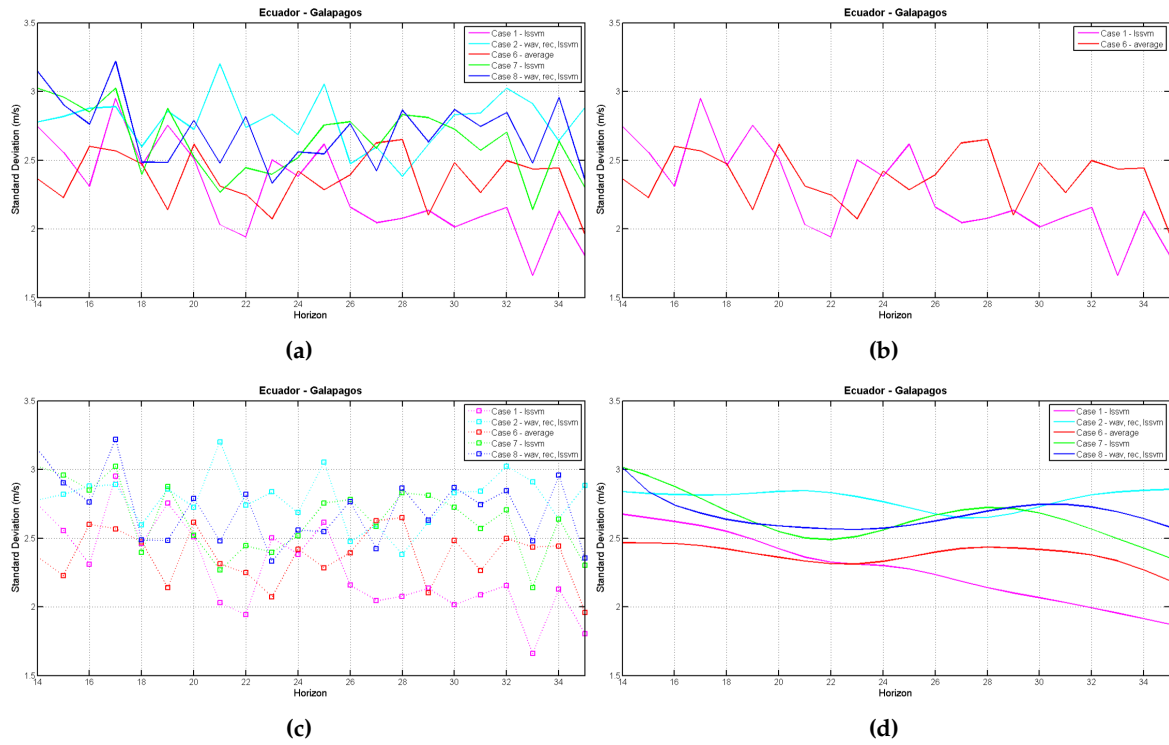 Ecuador - Galapagos
3.5
3
2.5
2
1.5
Standard Deviation (m/s)
Case 1 - lssvm
Case 2 - wav, rec, lssvm
Case 6 - average
Case 7 - lssvm
Case 8 - wav, rec, lssvm
14 16 18 20 22 24 26 28 30 32 34
Horizon
(a)
Ecuador - Galapagos
3.5
3
2.5
2
1.5
Standard Deviation (m/s)
Case 1 - lssvm
Case 6 - average
14 16 18 20 22 24 26 28 30 32 34
Horizon
(b)
Ecuador - Galapagos
3.5
3
2.5
2
1.5
Standard Deviation (m/s)
Case 1 - lssvm
Case 2 - wav, rec, lssvm
Case 6 - average
Case 7 - lssvm
Case 8 - wav, rec, lssvm
14 16 18 20 22 24 26 28 30 32 34
Horizon
(c)
Ecuador - Galapagos
3.5
3
2.5
2
1.5
Standard Deviation (m/s)
Case 1 - lssvm
Case 2 - wav, rec, lssvm
Case 6 - average
Case 7 - lssvm
Case 8 - wav, rec, lssvm
14 16 18 20 22 24 26 28 30 32 34
Horizon
(d)